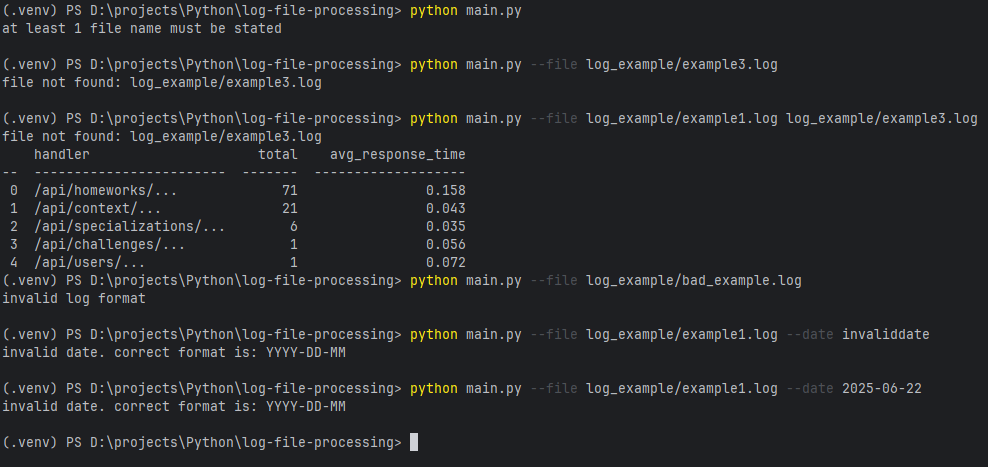 (.venv) PS D:\projects\Python\log-file-processing> python main.py
at least 1 file name must be stated
(.venv) PS D:\projects\Python\log-file-processing> python main.py --file log_example/example3.log
file not found: log_example/example3.log
(.venv) PS D:\projects\Python\log-file-processing> python main.py --file log_example/example1.log log_example/example3.log
file not found: log_example/example3.log
    handler                     total    avg_response_time
--  ------------------------  -------  -------------------
 0  /api/homeworks/...             71                0.158
 1  /api/context/...               21                0.043
 2  /api/specializations/...        6                0.035
 3  /api/challenges/...             1                0.056
 4  /api/users/...                  1                0.072
(.venv) PS D:\projects\Python\log-file-processing> python main.py --file log_example/bad_example.log
invalid log format
(.venv) PS D:\projects\Python\log-file-processing> python main.py --file log_example/example1.log --date invaliddate
invalid date. correct format is: YYYY-DD-MM
(.venv) PS D:\projects\Python\log-file-processing> python main.py --file log_example/example1.log --date 2025-06-22
invalid date. correct format is: YYYY-DD-MM
(.venv) PS D:\projects\Python\log-file-processing>